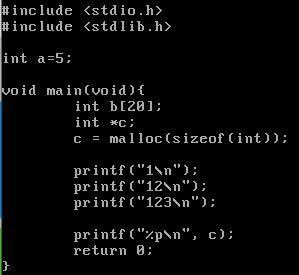 #include <stdio.h>
#include <stdlib.h>
int a=5;
void main(void){
int b[20];
int *c;
c = malloc(sizeof(int));
printf("1\n");
printf("12\n");
printf("123\n");
printf("%p\n", c);
return 0;
}